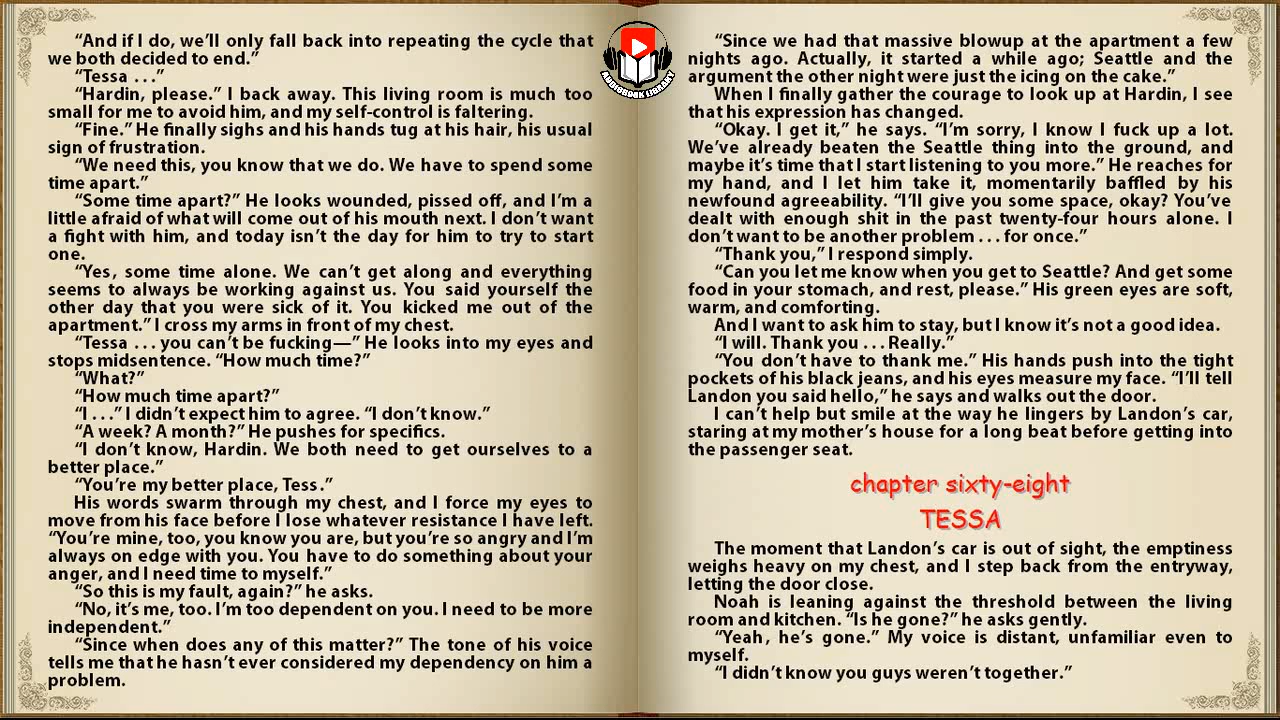 “And if I do, we’ll only fall back into repeating the cycle that
we both decided to end.”
“Tessa . . .”
“Hardin, please.” I back away. This living room is much too
small for me to avoid him, and my self-control is faltering.
“Fine.” He finally sighs and his hands tug at his hair, his usual
sign of frustration.
“We need this, you know that we do. We have to spend some
time apart.”
“Some time apart?” He looks wounded, pissed off, and I’m a
little afraid of what will come out of his mouth next. I don’t want
a fight with him, and today isn’t the day for him to try to start
one.
“Yes, some time alone. We can’t get along and everything
seems to always be working against us. You said yourself the
other day that you were sick of it. You kicked me out of the
apartment.” I cross my arms in front of my chest.
“Tessa . . . you can’t be fucking—” He looks into my eyes and
stops midsentence. “How much time?”
“What?”
“How much time apart?”
“I . . .” I didn’t expect him to agree. “I don’t know.”
“A week? A month?” He pushes for specifics.
“I don’t know, Hardin. We both need to get ourselves to a
better place.”
“You’re my better place, Tess.”
His words swarm through my chest, and I force my eyes to
move from his face before I lose whatever resistance I have left.
“You’re mine, too, you know you are, but you’re so angry and I’m
always on edge with you. You have to do something about your
anger, and I need time to myself.”
“So this is my fault, again?” he asks.
“No, it’s me, too. I’m too dependent on you. I need to be more
independent.”
“Since when does any of this matter?” The tone of his voice
tells me that he hasn’t ever considered my dependency on him a
problem.
AUDIOBOOK LIBRARY
“Since we had that massive blowup at the apartment a few
nights ago. Actually, it started a while ago; Seattle and the
argument the other night were just the icing on the cake.”
When I finally gather the courage to look up at Hardin, I see
that his expression has changed.
“Okay. I get it,” he says. “I’m sorry, I know I fuck up a lot.
We’ve already beaten the Seattle thing into the ground, and
maybe it’s time that I start listening to you more.” He reaches for
my hand, and I let him take it, momentarily baffled by his
newfound agreeability. “I’ll give you some space, okay? You’ve
dealt with enough shit in the past twenty-four hours alone. I
don’t want to be another problem . . . for once.”
“Thank you,” I respond simply.
“Can you let me know when you get to Seattle? And get some
food in your stomach, and rest, please.” His green eyes are soft,
warm, and comforting.
And I want to ask him to stay, but I know it’s not a good idea.
“I will. Thank you . . . Really.”
“You don’t have to thank me.” His hands push into the tight
pockets of his black jeans, and his eyes measure my face. “I’ll tell
Landon you said hello,” he says and walks out the door.
I can’t help but smile at the way he lingers by Landon’s car,
staring at my mother’s house for a long beat before getting into
the passenger seat.
chapter sixty-eight
TESSA
The moment that Landon’s car is out of sight, the emptiness
weighs heavy on my chest, and I step back from the entryway,
letting the door close.
Noah is leaning against the threshold between the living
room and kitchen. “Is he gone?” he asks gently.
“Yeah, he’s gone.” My voice is distant, unfamiliar even to
myself.
“I didn’t know you guys weren’t together.”